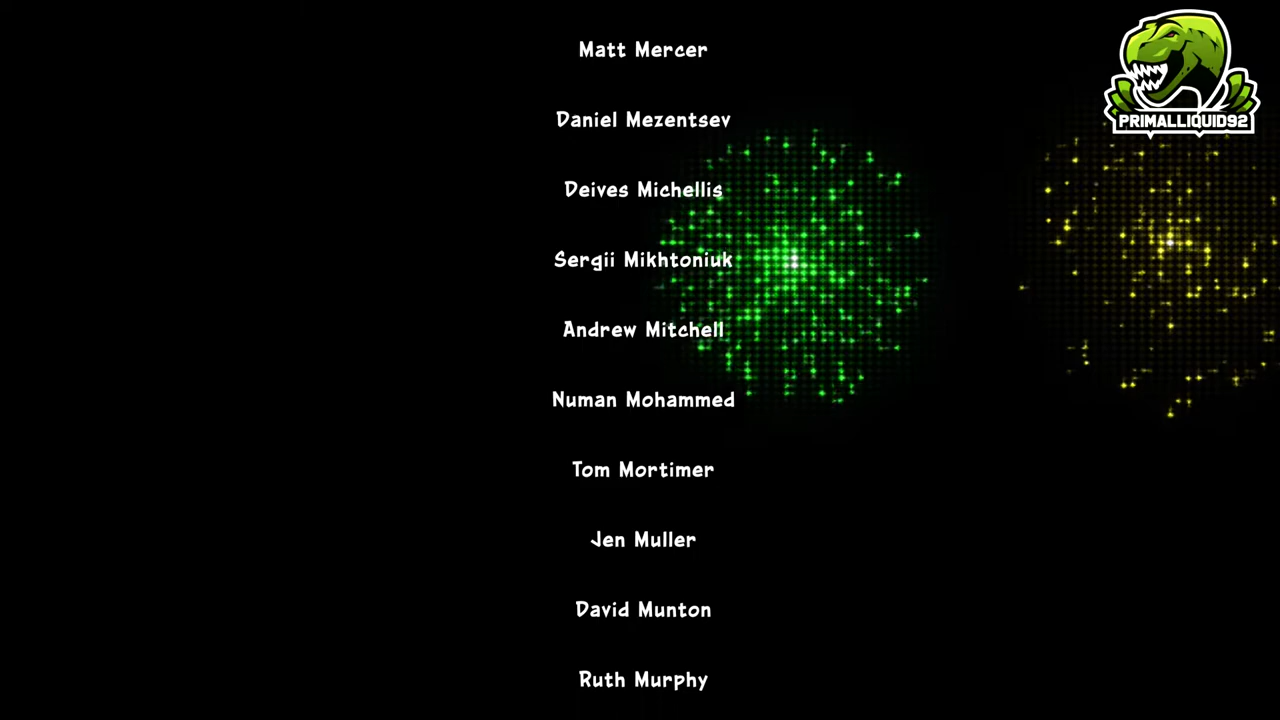 Matt Mercer
PRIMALLIQUID92
Daniel Mezentsev
Deives Michellis
Sergii Mikhtoniuk
Andrew Mitchell
Numan Mohammed
Tom Mortimer
Jen Muller
David Munton
Ruth Murphy